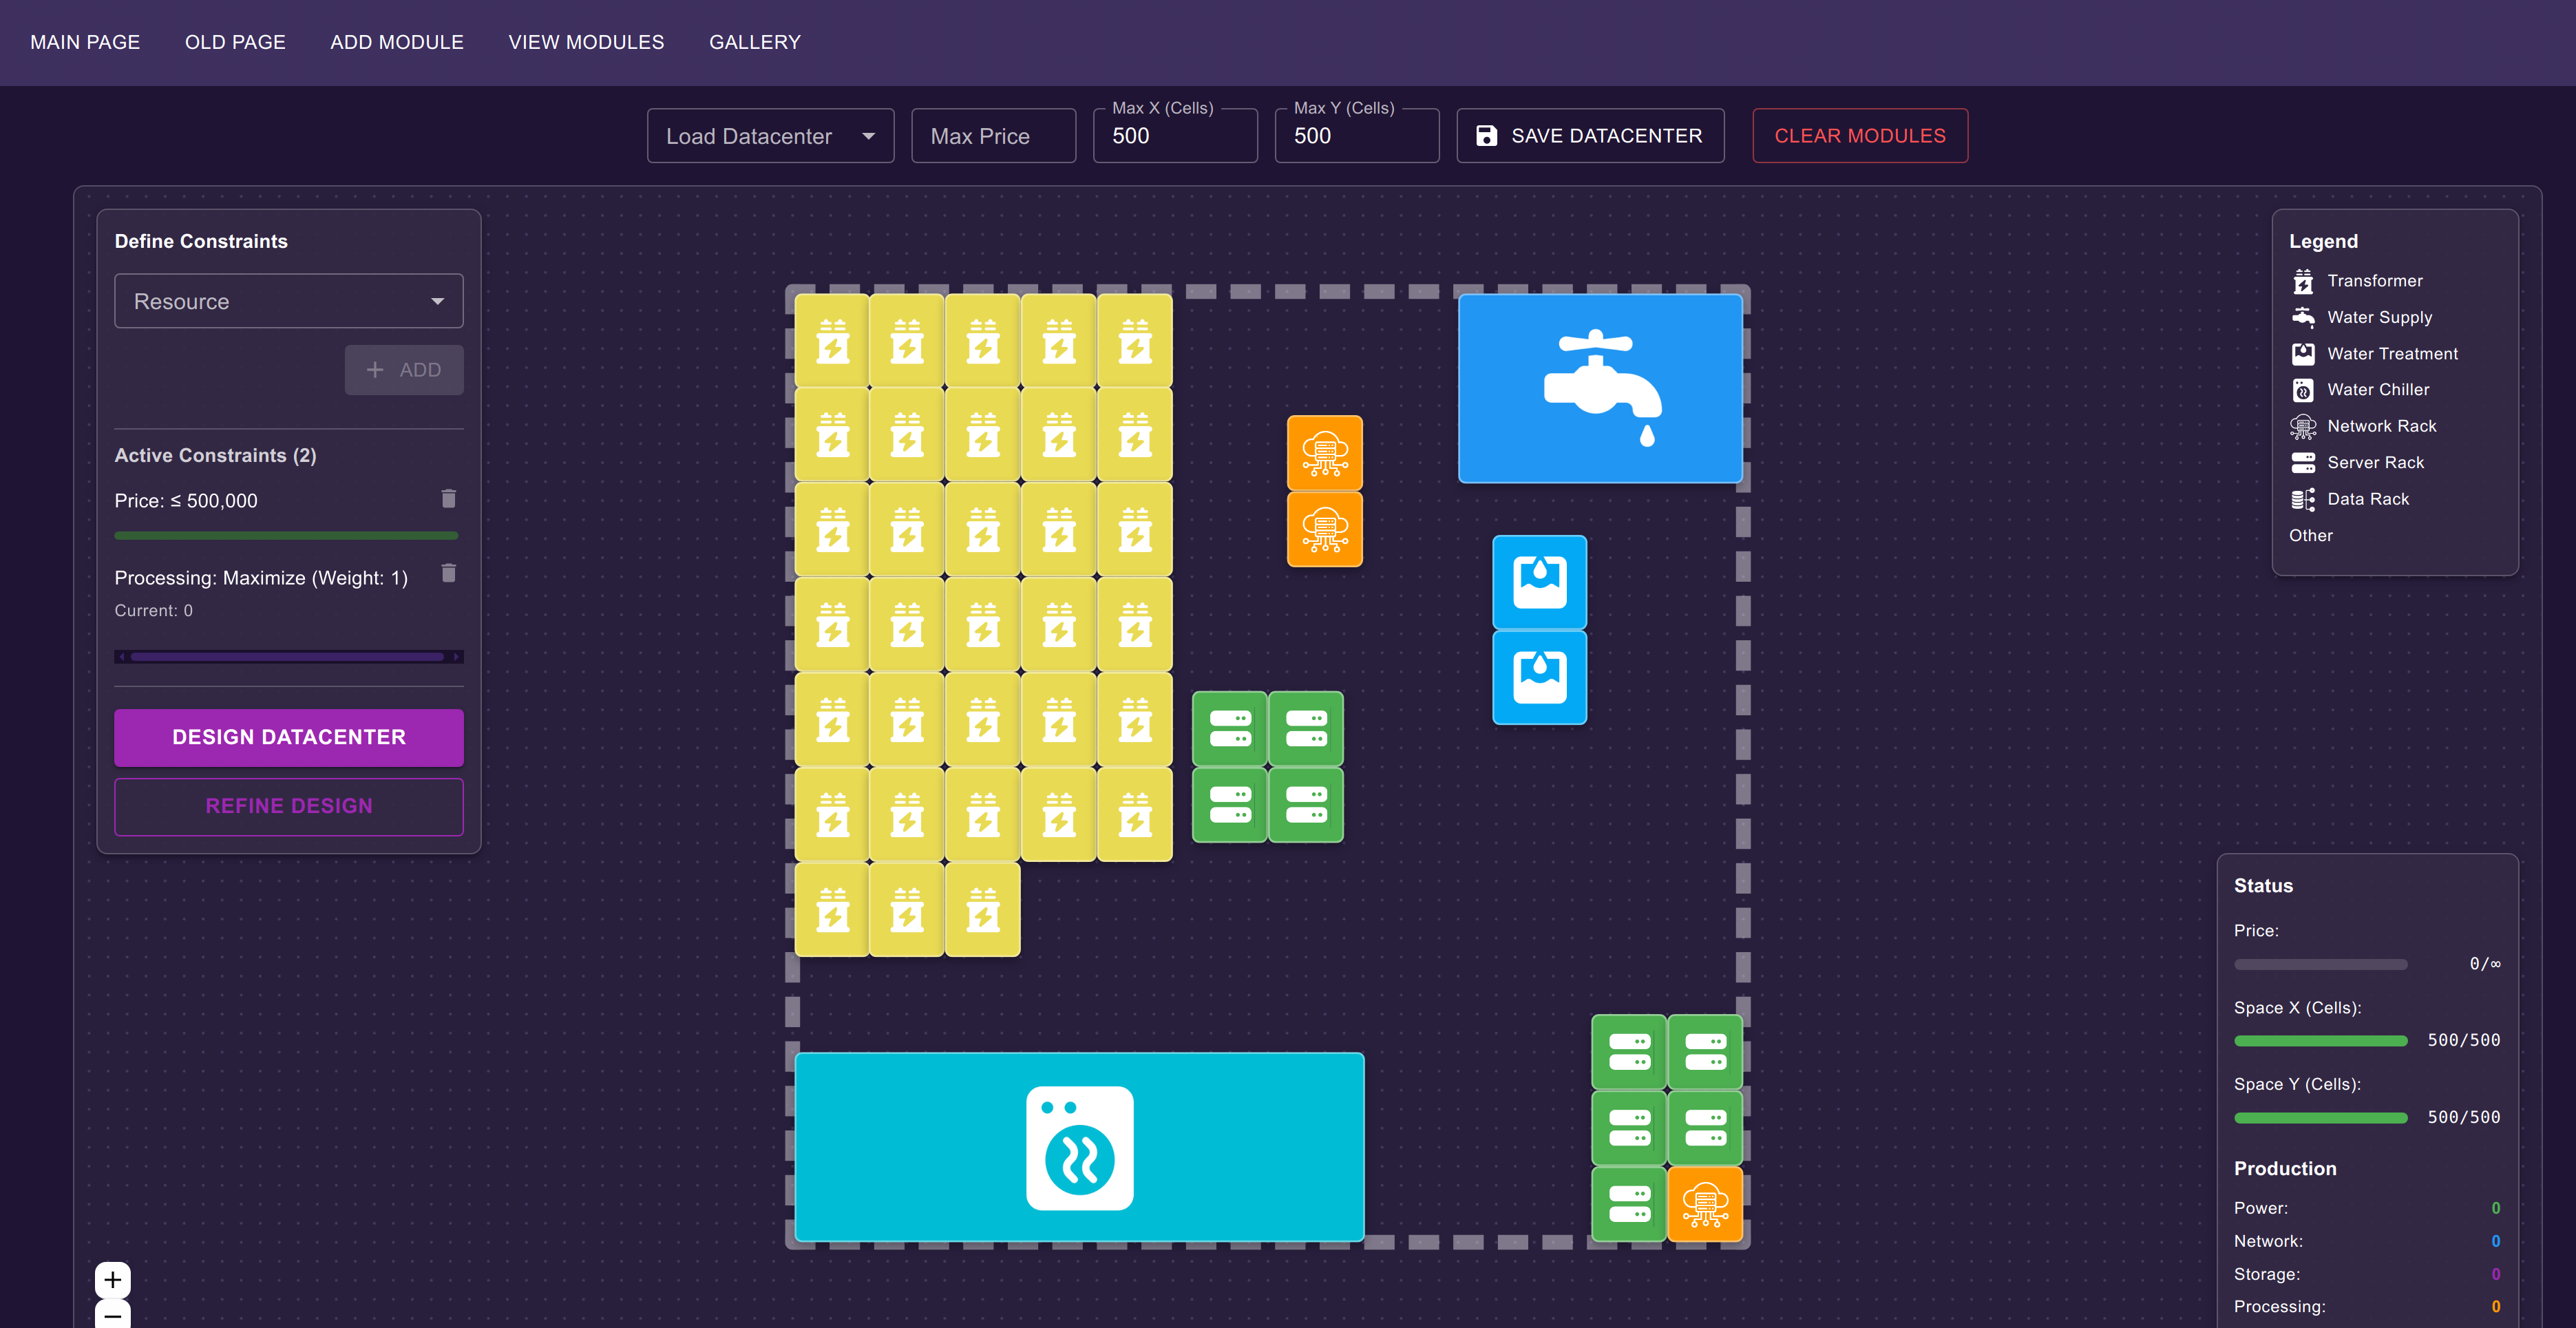 MAIN PAGE OLD PAGE ADD MODULE VIEW MODULES GALLERY
Load Datacenter
Max Price
Max X (Cells)
500
Max Y (Cells)
500
SAVE DATACENTER
CLEAR MODULES
Define Constraints
Resource
+ ADD
Active Constraints (2)
Price: ≤ 500,000
Processing: Maximize (Weight: 1)
Current: 0
DESIGN DATACENTER
REFINE DESIGN
Legend
Transformer
Water Supply
Water Treatment
Water Chiller
Network Rack
Server Rack
Data Rack
Other
Status
Price:
0/∞
Space X (Cells):
500/500
Space Y (Cells):
500/500
Production
Power: 0
Network: 0
Storage: 0
Processing: 0
+
−